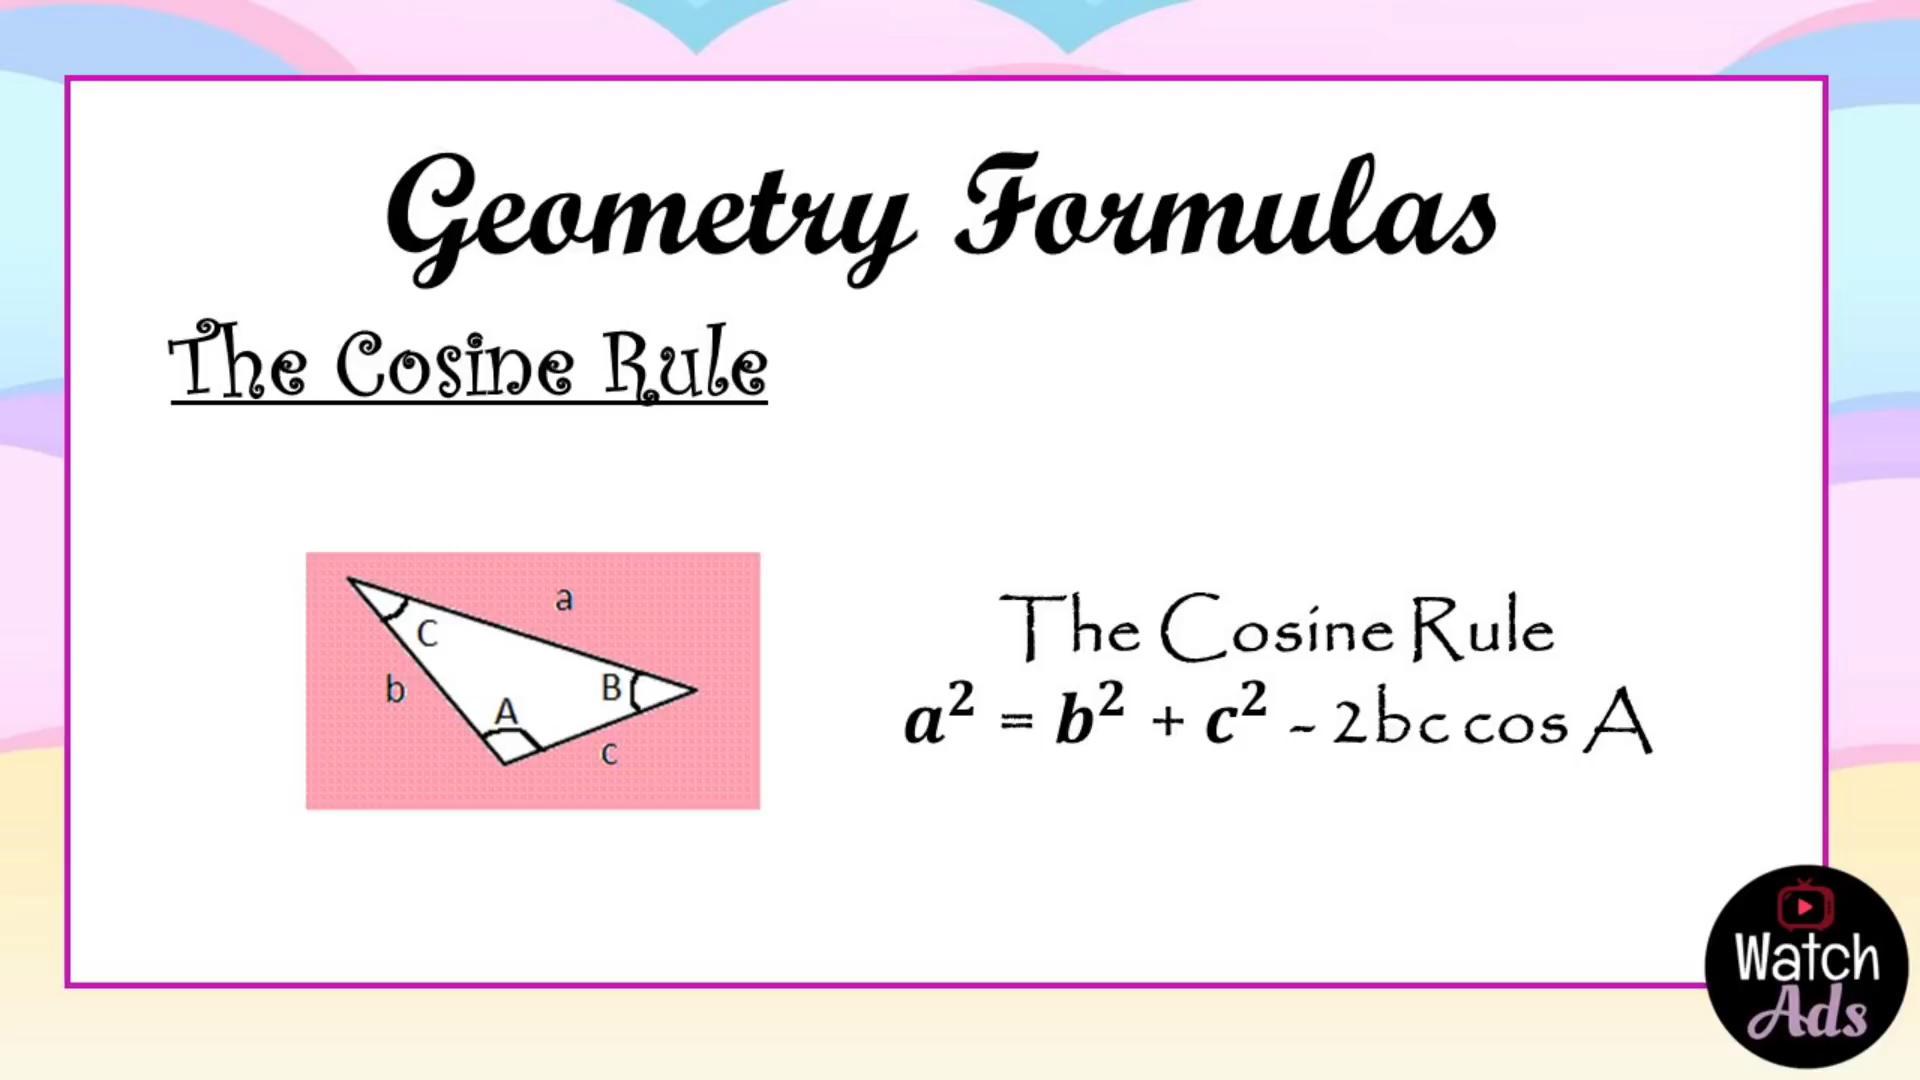 Geometry Formulas
The Cosine Rule
a
C
b
A
B
c
The Cosine Rule
a² = b² + c² - 2bc cos A
Watch
Ads